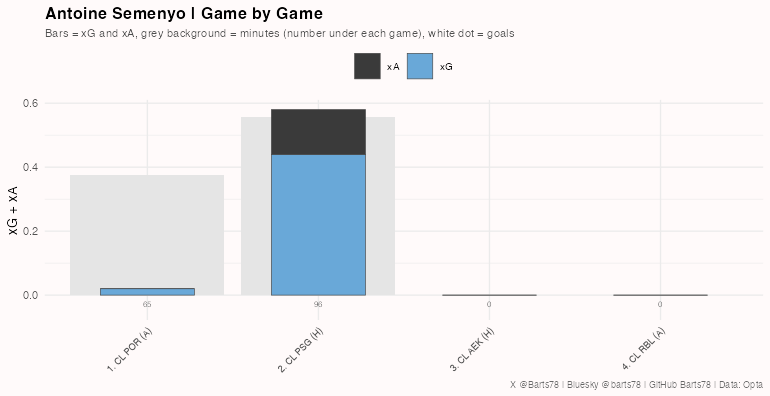 Antoine Semenyo | Game by Game
Bars = xG and xA, grey background = minutes (number under each game), white dot = goals
xA xG
0.6
0.4
0.2
0.0
xG + xA
65 96 0 0
1. CL POR (A)
2. CL PSG (H)
3. CL AEK (H)
4. CL RBL (A)
X @Barts78 | Bluesky @barts78 | GitHub Barts78 | Data: Opta